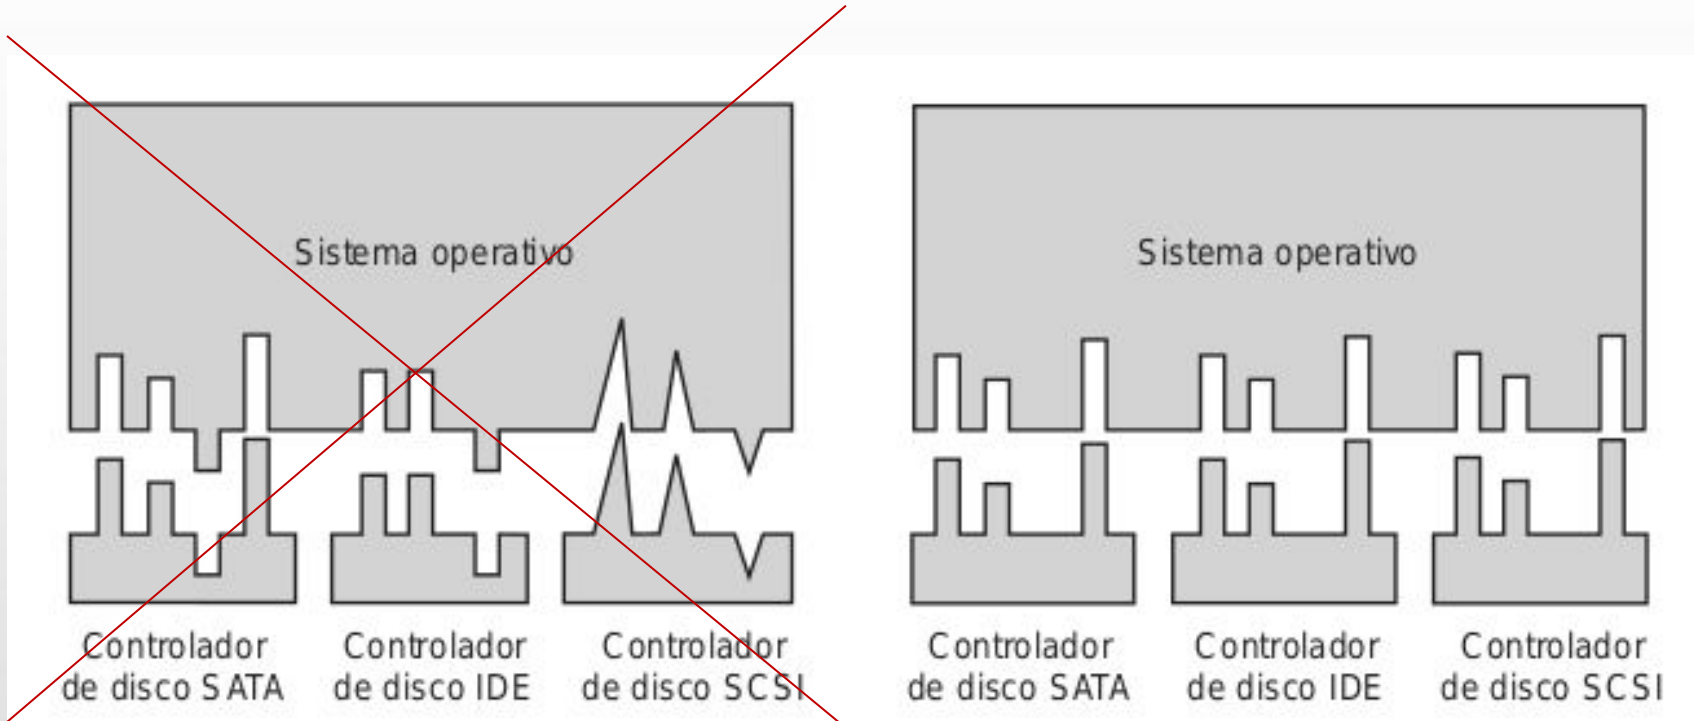 Sistema operativo
Controlador
de disco SATA
Controlador
de disco IDE
Controlador
de disco SCSI
Sistema operativo
Controlador
de disco SATA
Controlador
de disco IDE
Controlador
de disco SCSI